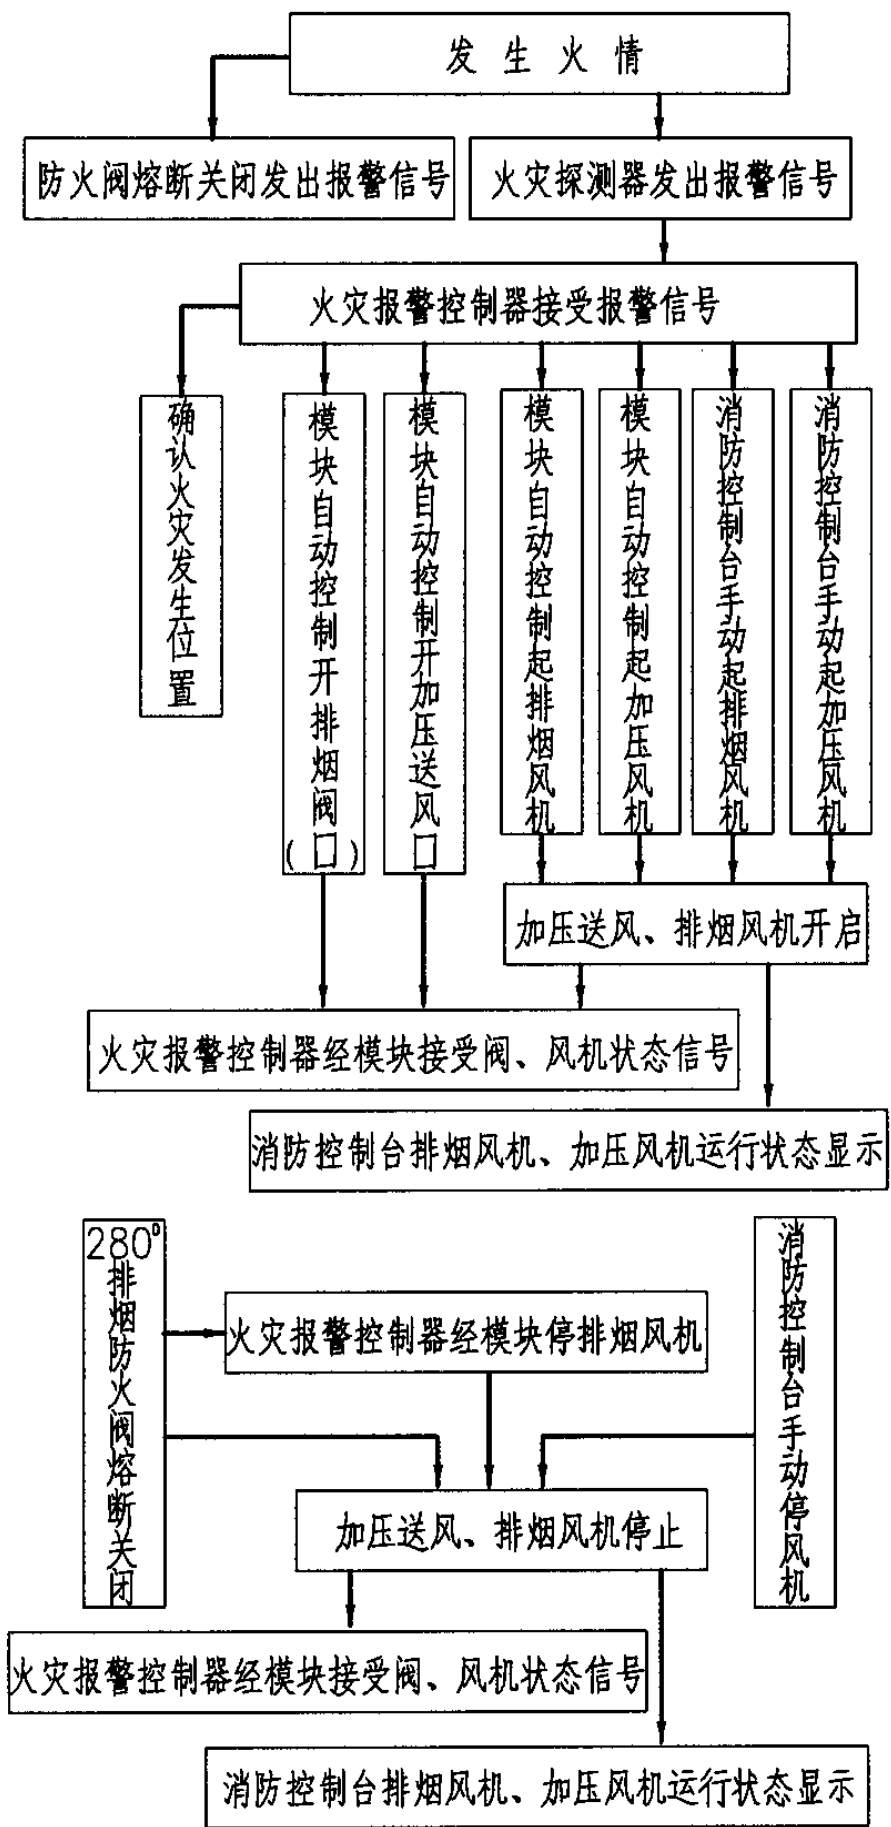 发生火情
防火阀熔断关闭发出报警信号
火灾探测器发出报警信号
火灾报警控制器接受报警信号
确认火灾发生位置
模块自动控制开排烟阀(口)
模块自动控制开加压送风口
模块自动控制起排烟风机
模块自动控制起加压风机
消防控制台手动起排烟风机
消防控制台手动起加压风机
加压送风、排烟风机开启
火灾报警控制器经模块接受阀、风机状态信号
消防控制台排烟风机、加压风机运行状态显示
280°排烟防火阀熔断关闭
火灾报警控制器经模块停排烟风机
消防控制台手动停风机
加压送风、排烟风机停止
火灾报警控制器经模块接受阀、风机状态信号
消防控制台排烟风机、加压风机运行状态显示